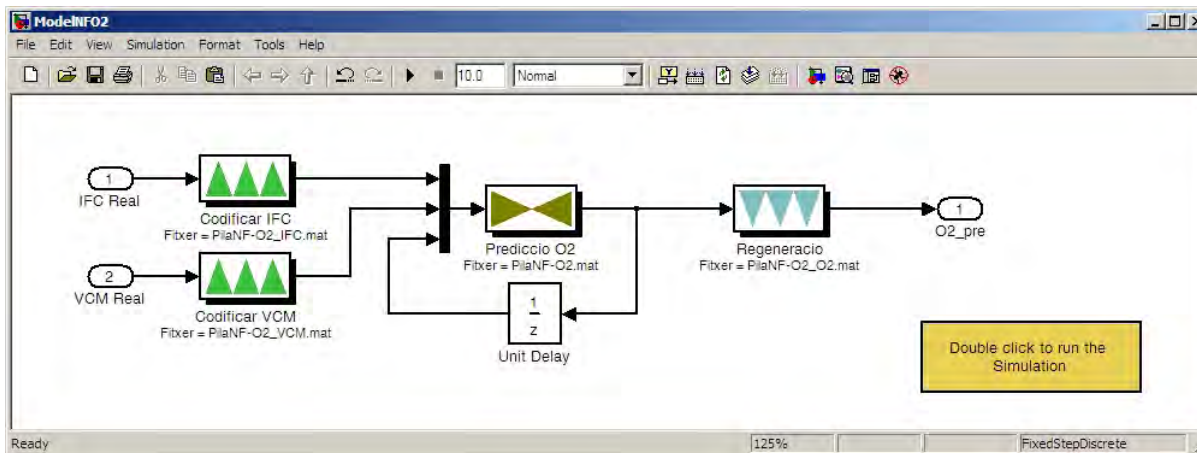 ModelNFO2
File Edit View Simulation Format Tools Help
10.0 Normal
1
IFC Real
Codificar IFC
Fitxer = PilaNF-O2_IFC.mat
2
VCM Real
Codificar VCM
Fitxer = PilaNF-O2_VCM.mat
Prediccio O2
Fitxer = PilaNF-O2.mat
1
z
Unit Delay
Regeneracio
Fitxer = PilaNF-O2_O2.mat
1
O2_pre
Double click to run the
Simulation
Ready 125% FixedStepDiscrete